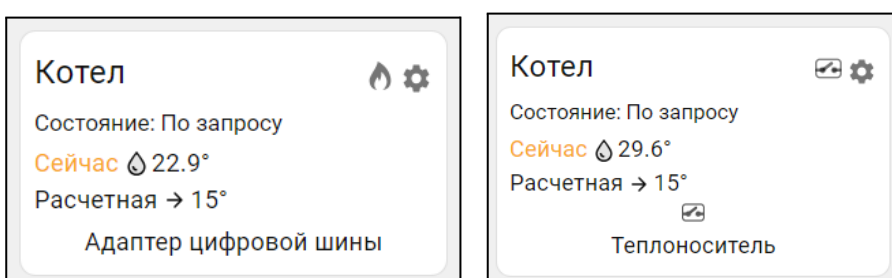 Котел
Состояние: По запросу
Сейчас 22.9°
Расчетная → 15°
Адаптер цифровой шины
Котел
Состояние: По запросу
Сейчас 29.6°
Расчетная → 15°
Теплоноситель